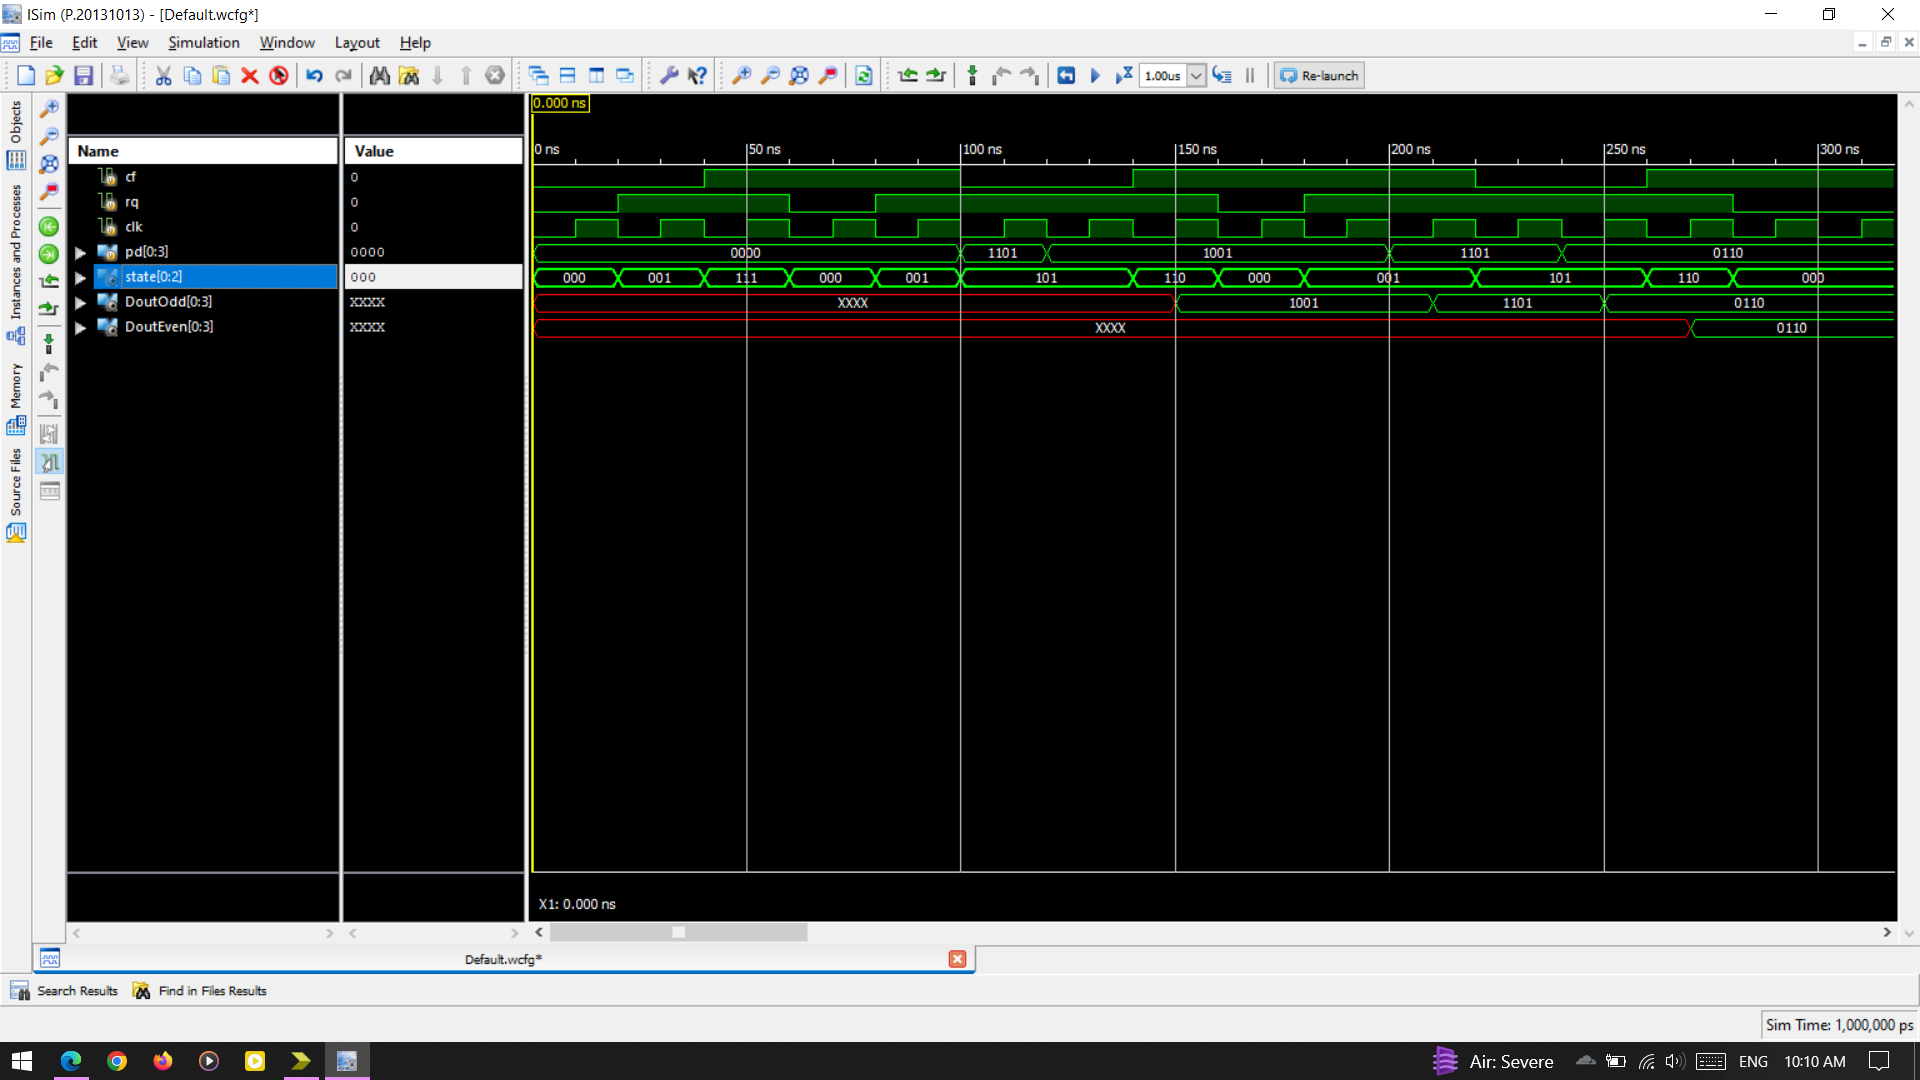 ISim (P.20131013) - [Default.wcfg*]
File Edit View Simulation Window Layout Help
1.00us Re-launch
Objects
Instances and Processes
Memory
Source Files
0.000 ns
Name Value
0 ns 50 ns 100 ns 150 ns 200 ns 250 ns 300 ns
cf 0
rq 0
clk 0
pd[0:3] 0000 0000 1101 1001 1101 0110
state[0:2] 000 000 001 111 000 001 101 110 000 001 101 110 000
DoutOdd[0:3] XXXX XXXX 1001 1101 0110
DoutEven[0:3] XXXX XXXX 0110
X1: 0.000 ns
Default.wcfg*
Search Results Find in Files Results
Sim Time: 1,000,000 ps
Air: Severe ENG 10:10 AM